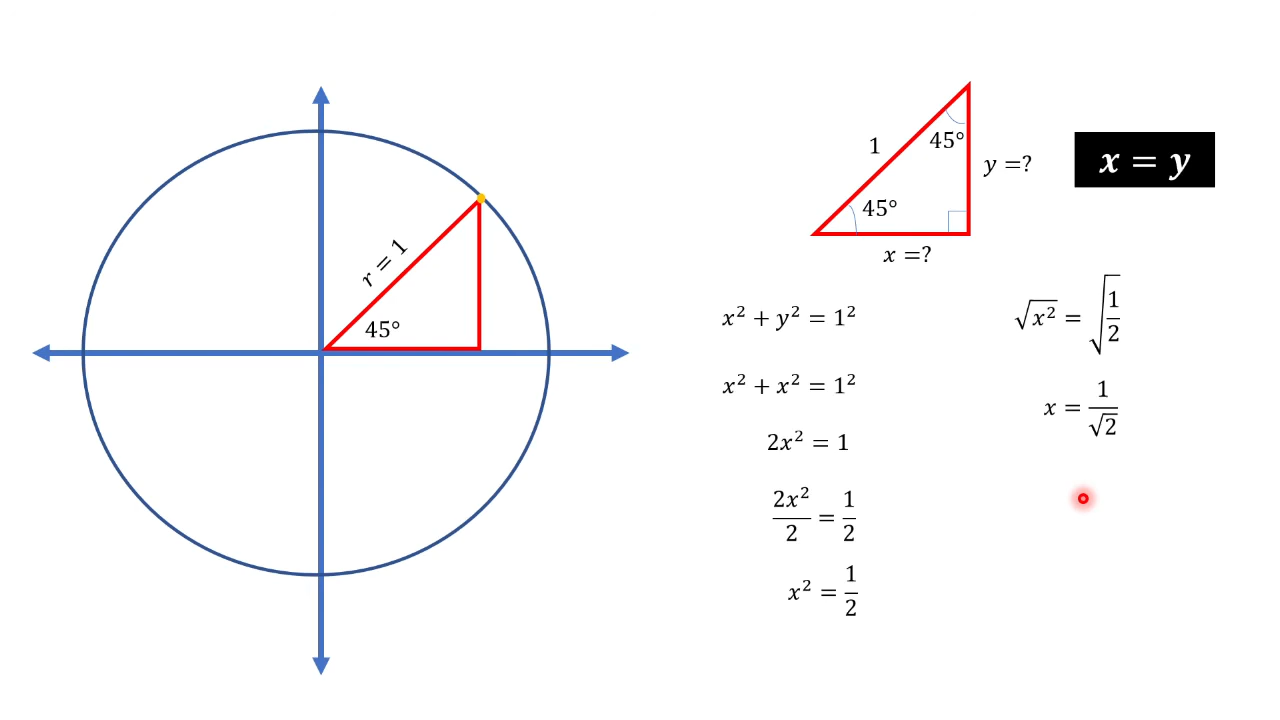 r = 1
45°
1
45°
y =?
45°
x =?
x = y
x² + y² = 1²
x² + x² = 1²
2x² = 1
2x²/2 = 1/2
x² = 1/2
√x² = √(1/2)
x = 1/√2